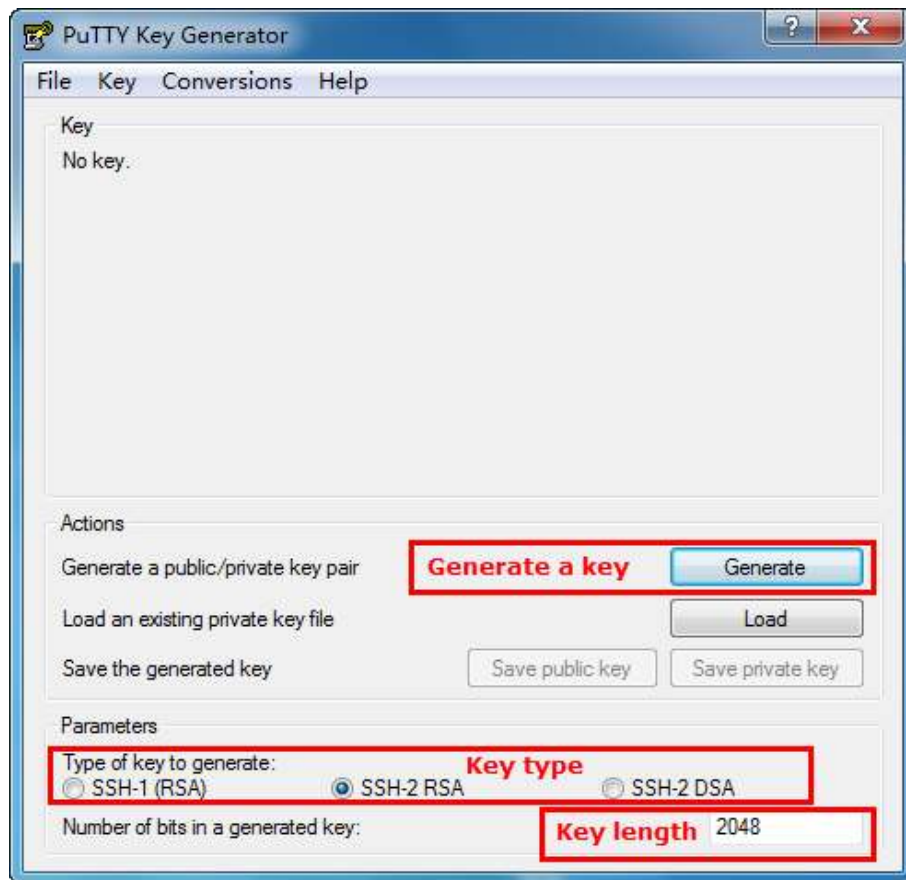 PuTTY Key Generator
? X
File Key Conversions Help
Key
No key.
Actions
Generate a public/private key pair Generate a key Generate
Load an existing private key file Load
Save the generated key Save public key Save private key
Parameters
Type of key to generate: Key type
SSH-1 (RSA) SSH-2 RSA SSH-2 DSA
Number of bits in a generated key: Key length 2048